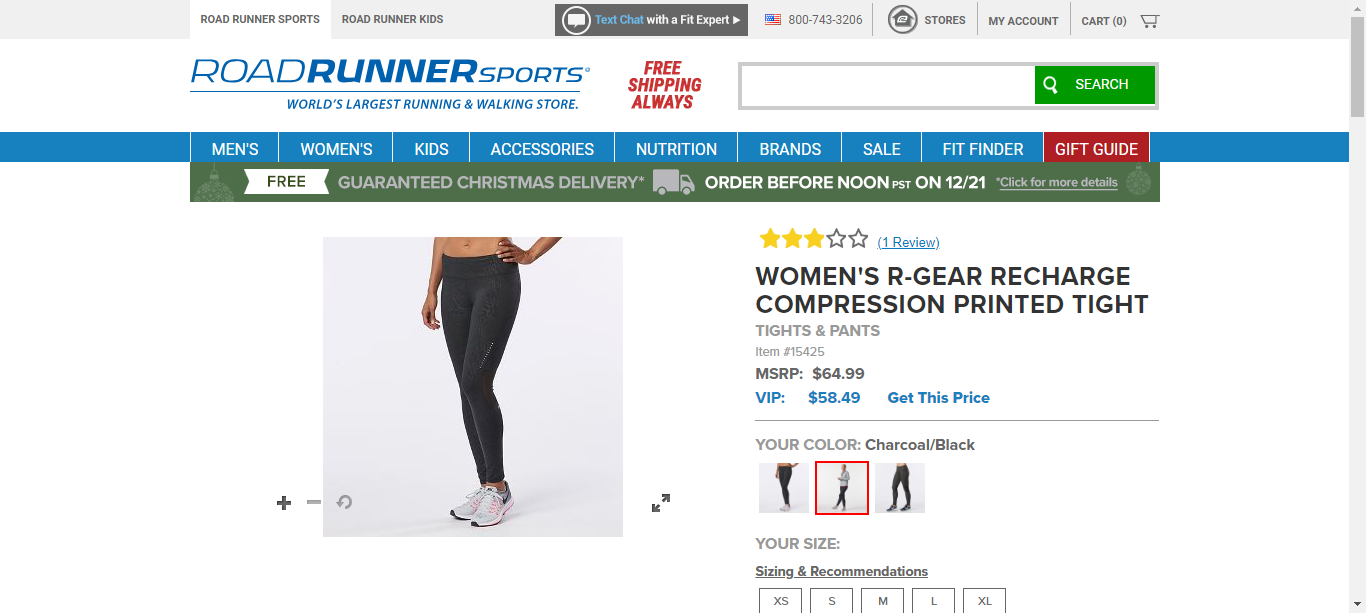 ROAD RUNNER SPORTS
ROAD RUNNER KIDS
Text Chat with a Fit Expert
800-743-3206
STORES
MY ACCOUNT
CART (0)
ROADRUNNERSPORTS®
WORLD'S LARGEST RUNNING & WALKING STORE.
FREE
SHIPPING
ALWAYS
SEARCH
MEN'S
WOMEN'S
KIDS
ACCESSORIES
NUTRITION
BRANDS
SALE
FIT FINDER
GIFT GUIDE
FREE GUARANTEED CHRISTMAS DELIVERY* ORDER BEFORE NOON PST ON 12/21 *Click for more details
(1 Review)
WOMEN'S R-GEAR RECHARGE
COMPRESSION PRINTED TIGHT
TIGHTS & PANTS
Item #15425
MSRP: $64.99
VIP: $58.49 Get This Price
YOUR COLOR: Charcoal/Black
YOUR SIZE:
Sizing & Recommendations
XS S M L XL